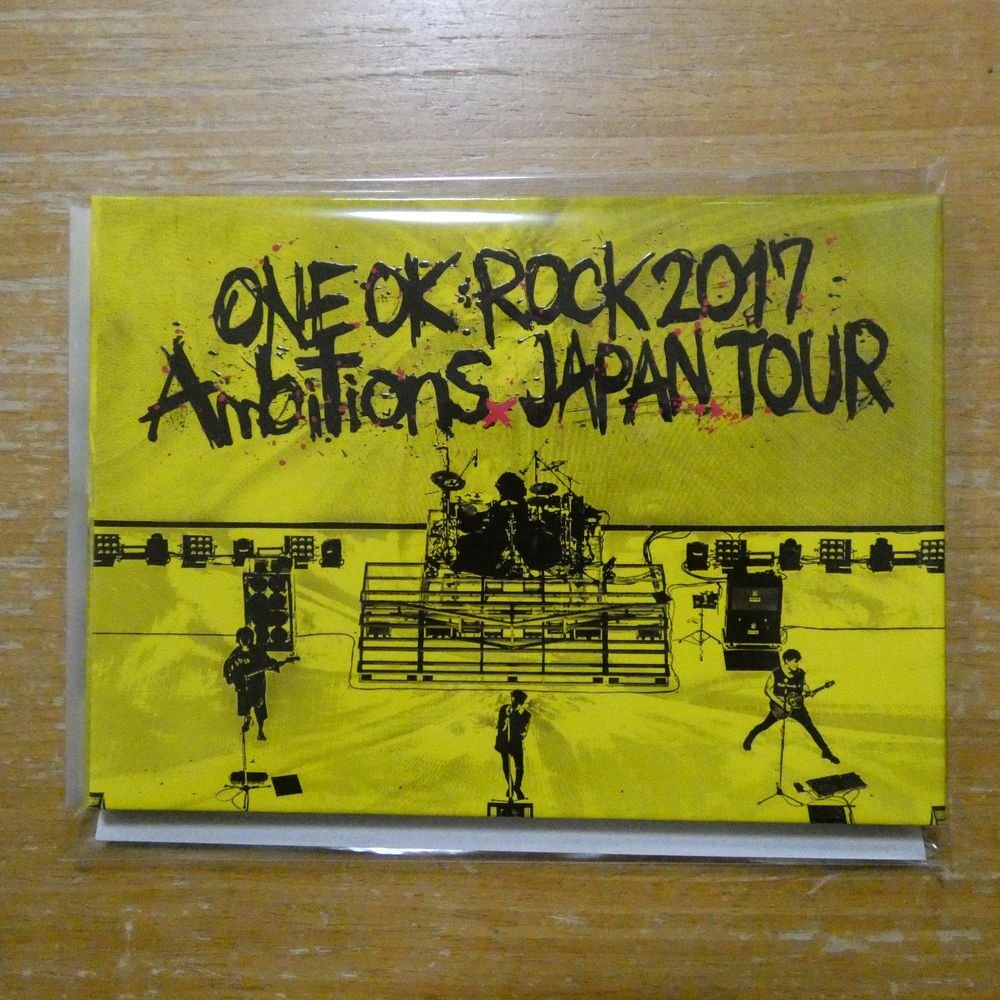 ONE OK ROCK 2017
Ambitions JAPAN TOUR